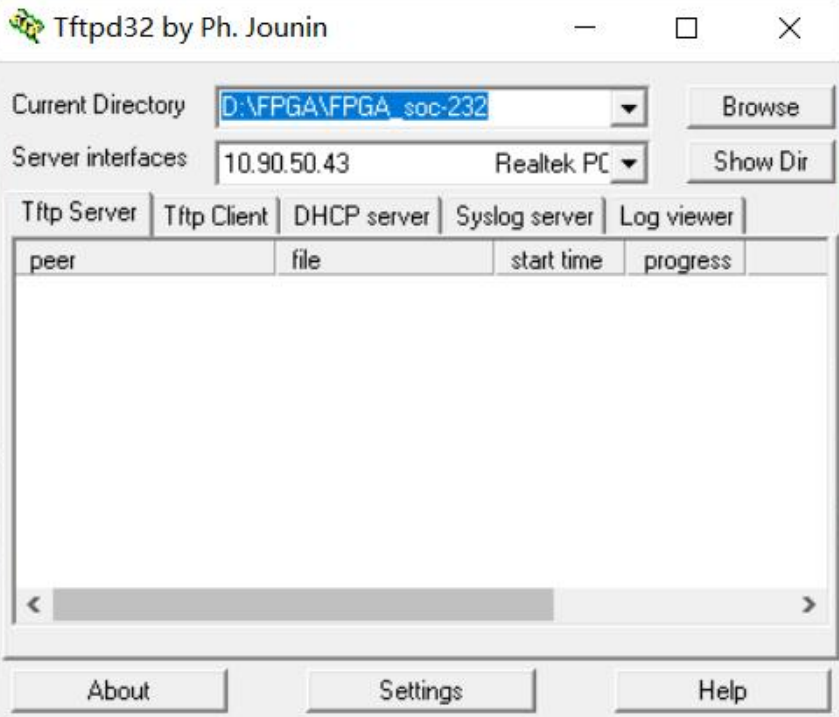 Tftpd32 by Ph. Jounin
Current Directory D:\FPGA\FPGA_soc-232 Browse
Server interfaces 10.90.50.43 Realtek PC Show Dir
Tftp Server Tftp Client DHCP server Syslog server Log viewer
peer file start time progress
About Settings Help